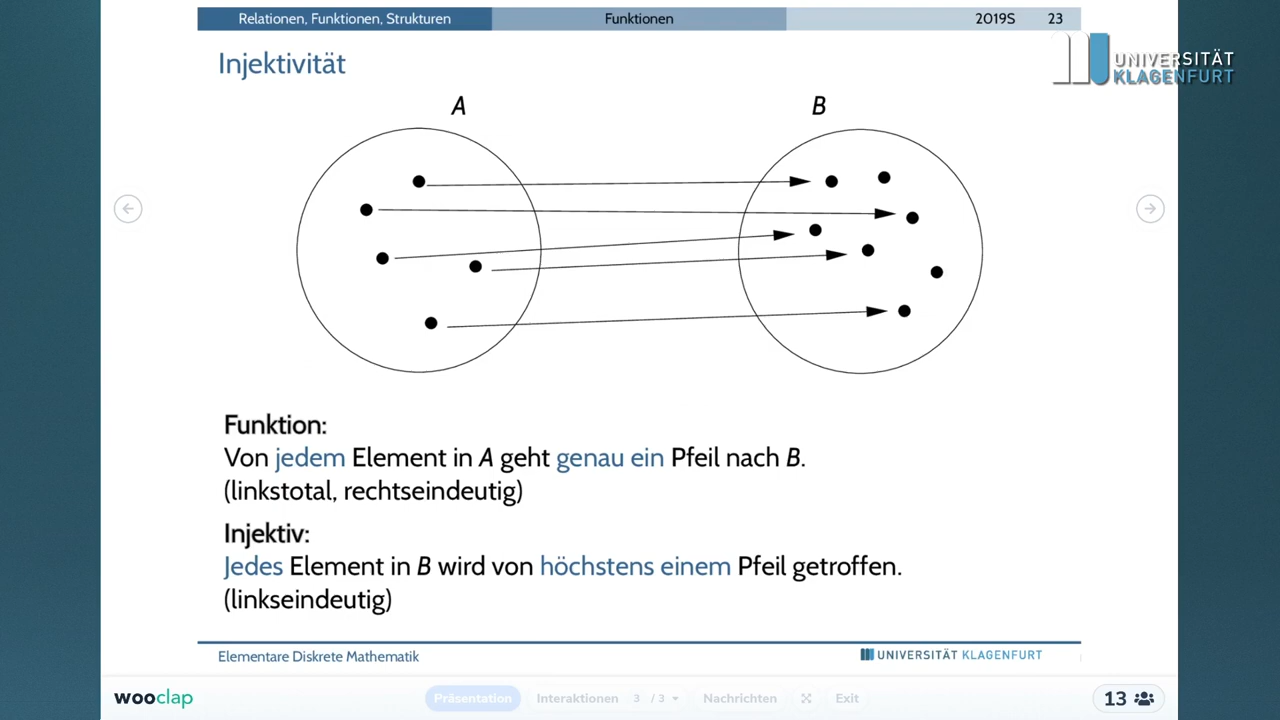 Relationen, Funktionen, Strukturen Funktionen 2019S 23
Injektivität
UNIVERSITÄT
KLAGENFURT
A B
Funktion:
Von jedem Element in A geht genau ein Pfeil nach B.
(linkstotal, rechtseindeutig)
Injektiv:
Jedes Element in B wird von höchstens einem Pfeil getroffen.
(linkseindeutig)
Elementare Diskrete Mathematik UNIVERSITÄT KLAGENFURT
wooclap Präsentation Interaktionen 3 / 3 Nachrichten Exit 13